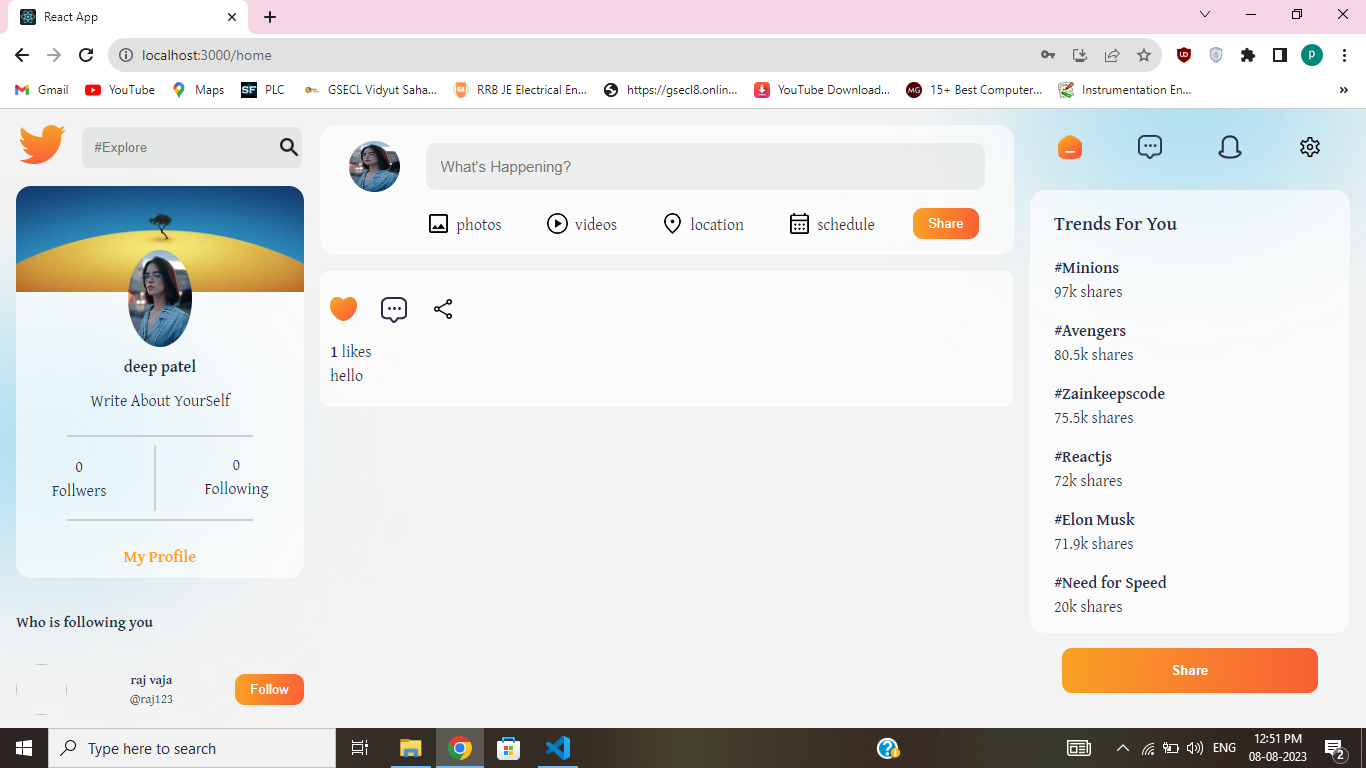 React App
localhost:3000/home
P
Gmail
YouTube
Maps
SF
PLC
GSECL Vidyut Saha...
RRB JE Electrical En...
https://gsecl8.onlin...
YouTube Download...
MG
15+ Best Computer...
Instrumentation En...
»
#Explore
deep patel
Write About YourSelf
0
Follwers
0
Following
My Profile
Who is following you
raj vaja
@raj123
Follow
What's Happening?
photos
videos
location
schedule
Share
1 likes
hello
Trends For You
#Minions
97k shares
#Avengers
80.5k shares
#Zainkeepscode
75.5k shares
#Reactjs
72k shares
#Elon Musk
71.9k shares
#Need for Speed
20k shares
Share
Type here to search
ENG
12:51 PM
08-08-2023
2